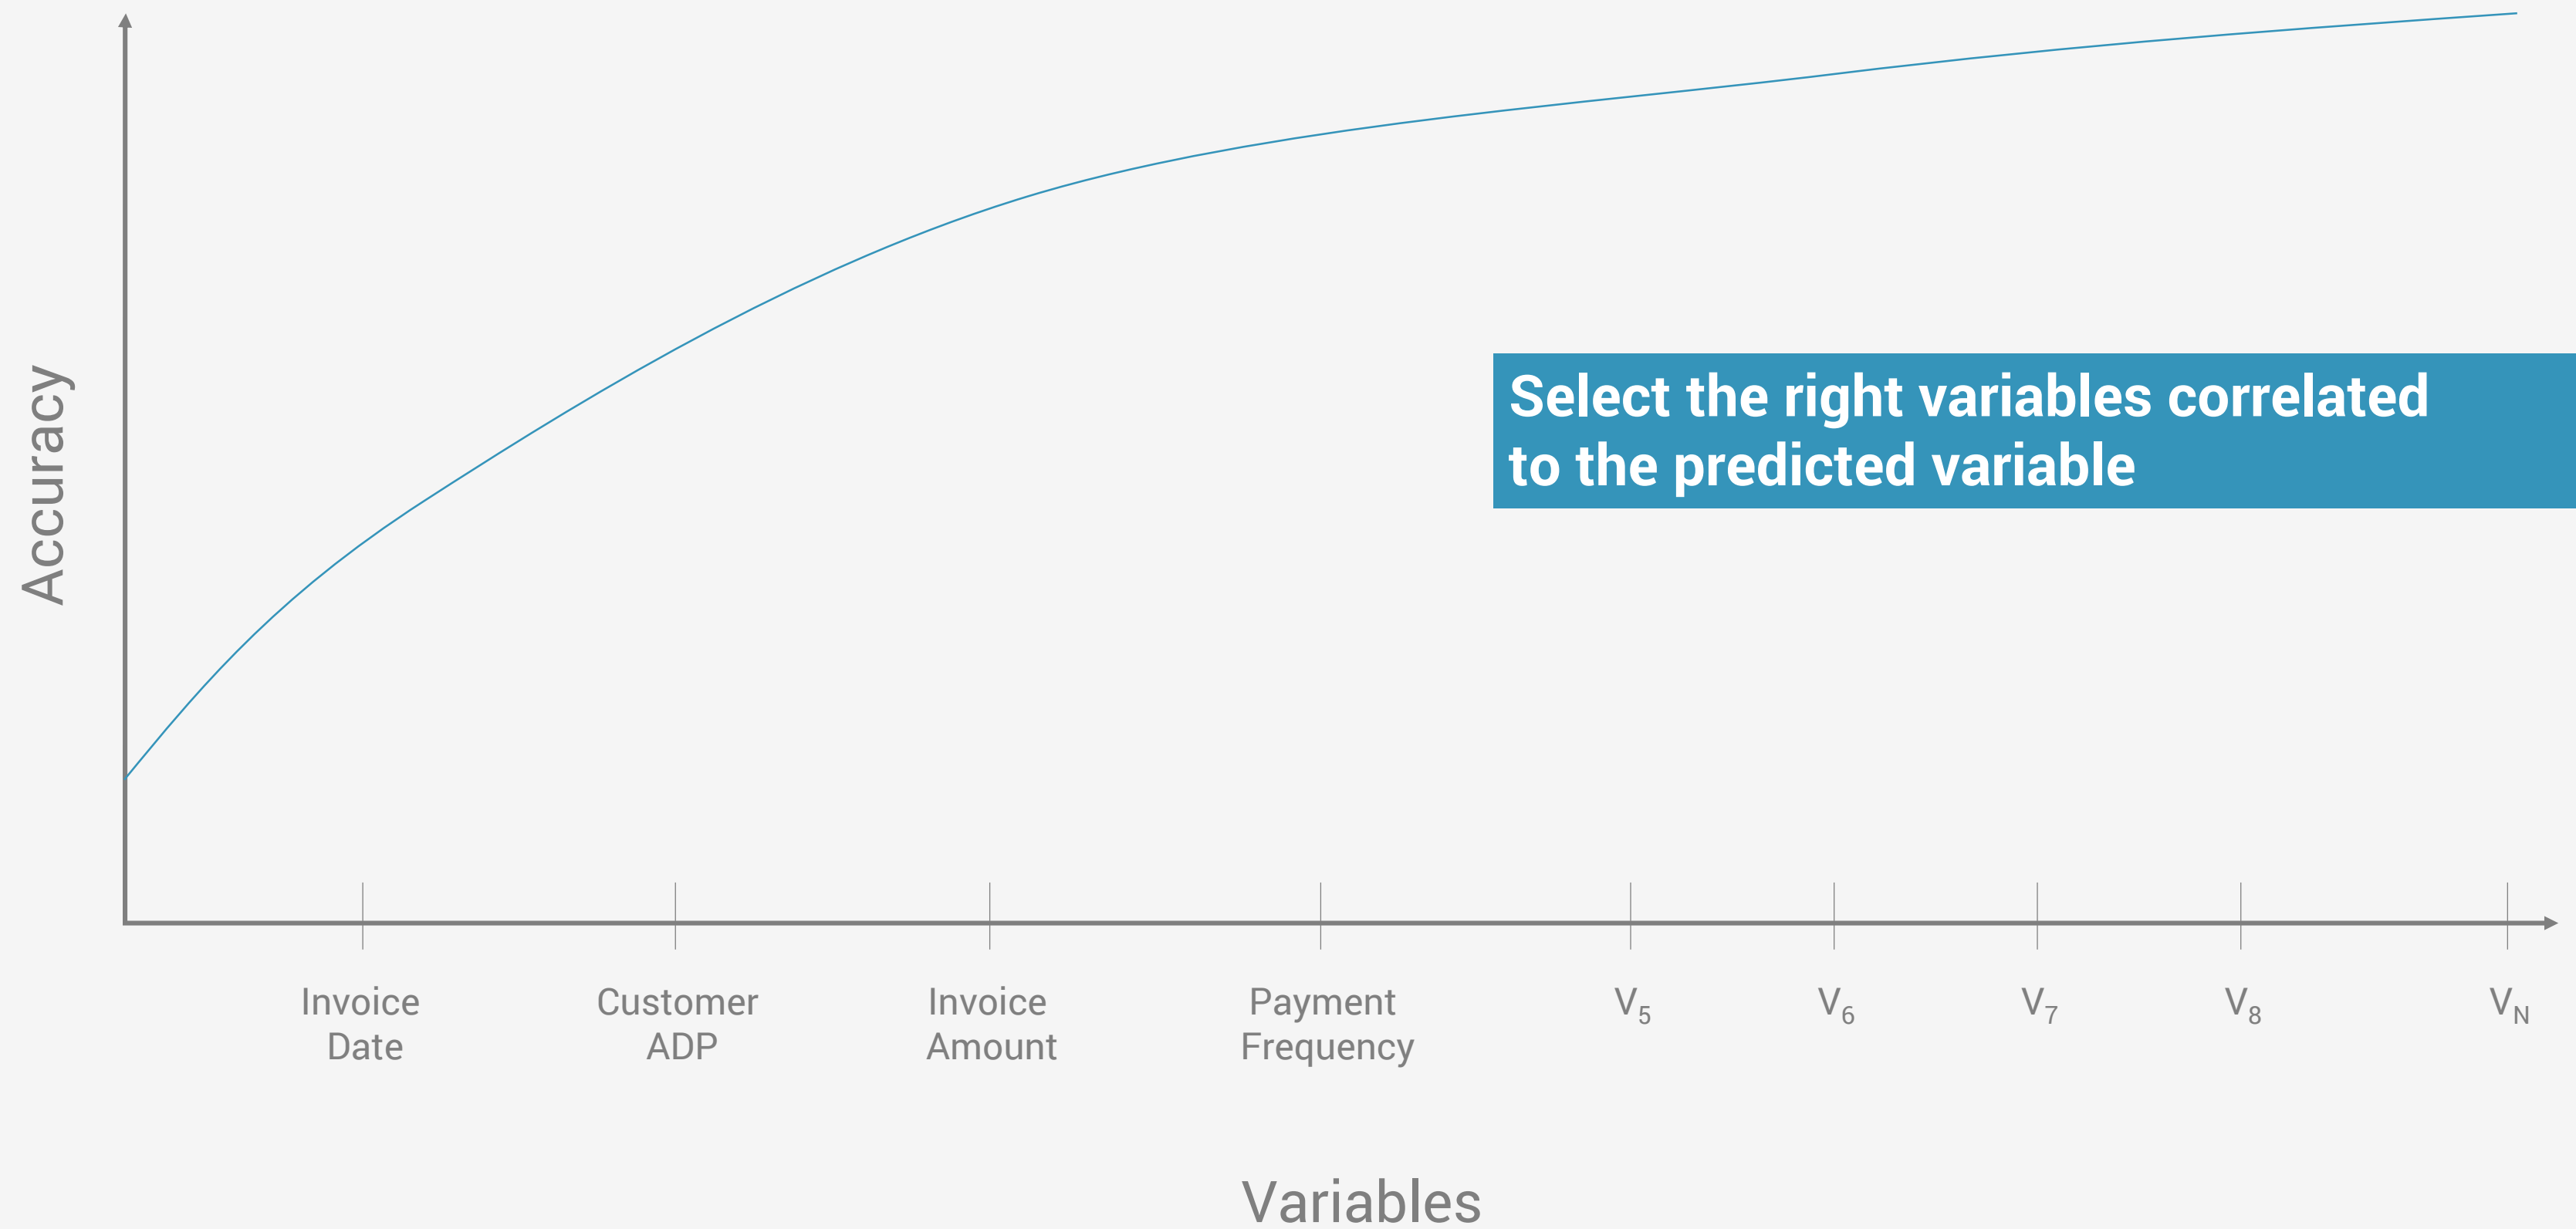 Accuracy
Select the right variables correlated
to the predicted variable
Invoice
Date
Customer
ADP
Invoice
Amount
Payment
Frequency
V5
V6
V7
V8
VN
Variables